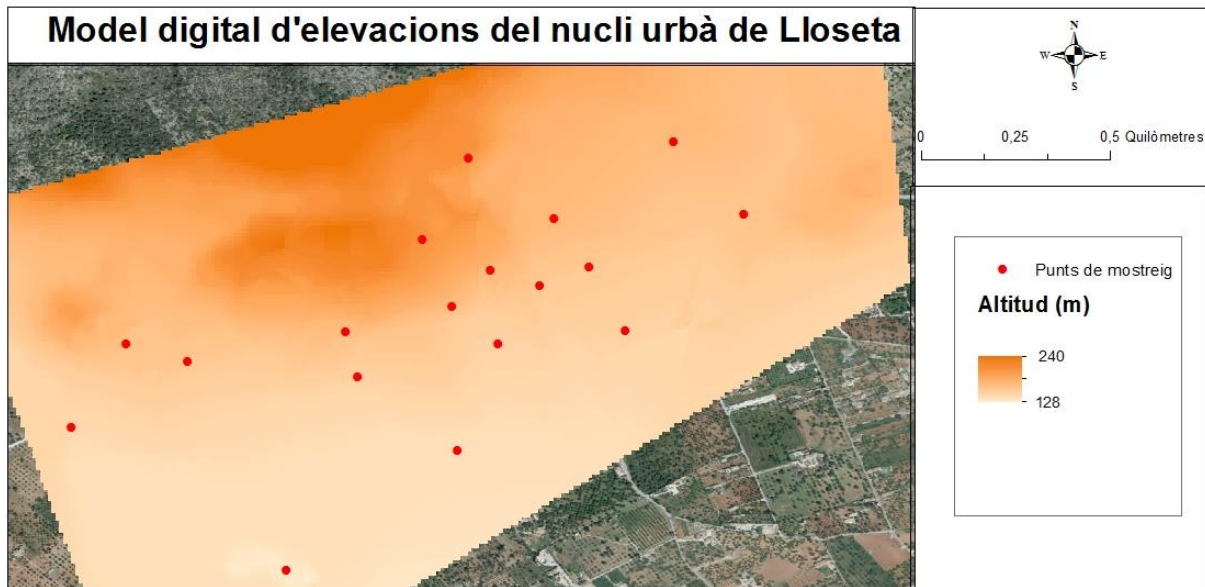 Model digital d'elevacions del nucli urbà de Lloseta
N
W E
S
0 0,25 0,5 Quilòmetres
Punts de mostreig
Altitud (m)
240
128